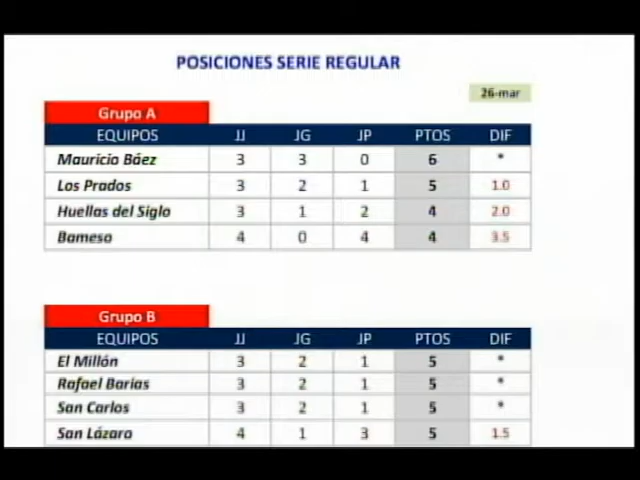 POSICIONES SERIE REGULAR
26-mar
Grupo A
EQUIPOS JJ JG JP PTOS DIF
Mauricio Báez 3 3 0 6 *
Los Prados 3 2 1 5 1.0
Huellas del Siglo 3 1 2 4 2.0
Bameso 4 0 4 4 3.5
Grupo B
EQUIPOS JJ JG JP PTOS DIF
El Millón 3 2 1 5 *
Rafael Barias 3 2 1 5 *
San Carlos 3 2 1 5 *
San Lázaro 4 1 3 5 1.5